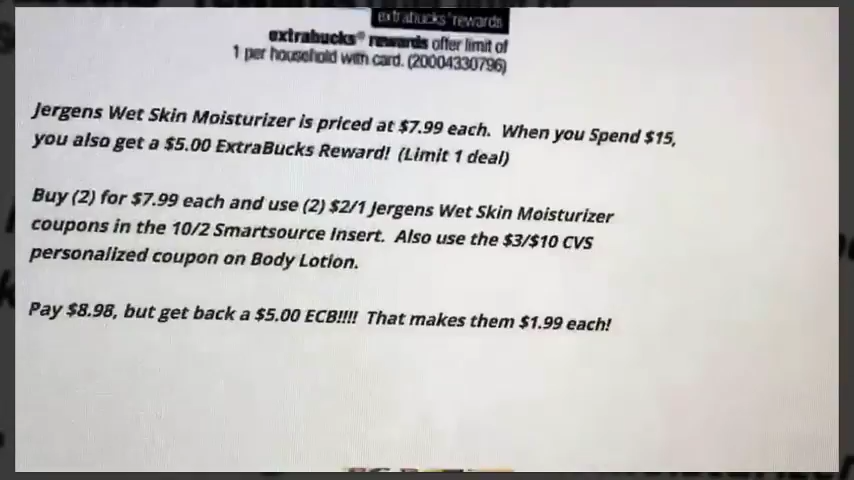 extrabucks® rewards
extrabucks® rewards offer limit of
1 per household with card. (20004330796)
Jergens Wet Skin Moisturizer is priced at $7.99 each. When you Spend $15,
you also get a $5.00 ExtraBucks Reward! (Limit 1 deal)
Buy (2) for $7.99 each and use (2) $2/1 Jergens Wet Skin Moisturizer
coupons in the 10/2 Smartsource Insert. Also use the $3/$10 CVS
personalized coupon on Body Lotion.
Pay $8.98, but get back a $5.00 ECB!!!! That makes them $1.99 each!